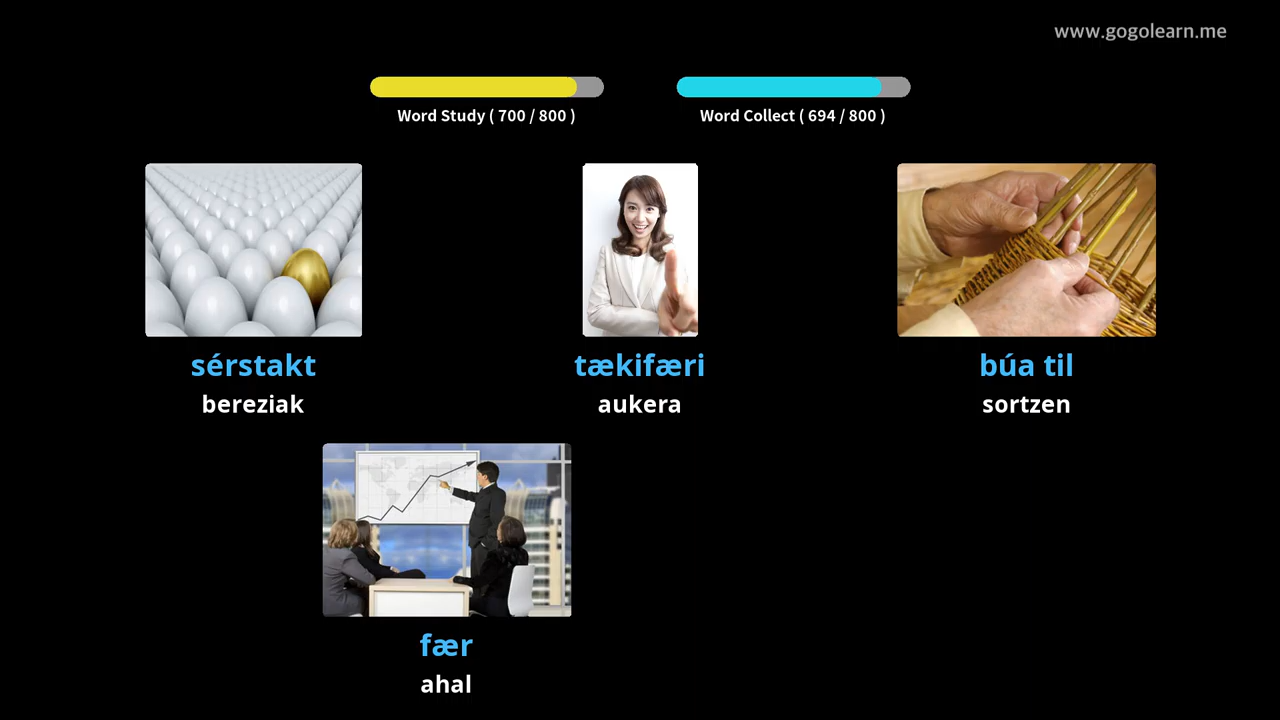 www.gogolearn.me
Word Study ( 700 / 800 )
Word Collect ( 694 / 800 )
sérstakt
bereziak
tækifæri
aukera
búa til
sortzen
fær
ahal